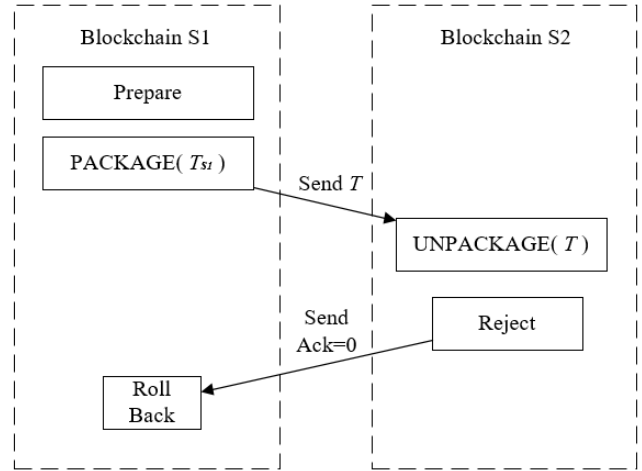 Blockchain S1
Blockchain S2
Prepare
PACKAGE( Ts1 )
Send T
UNPACKAGE( T )
Reject
Send
Ack=0
Roll
Back